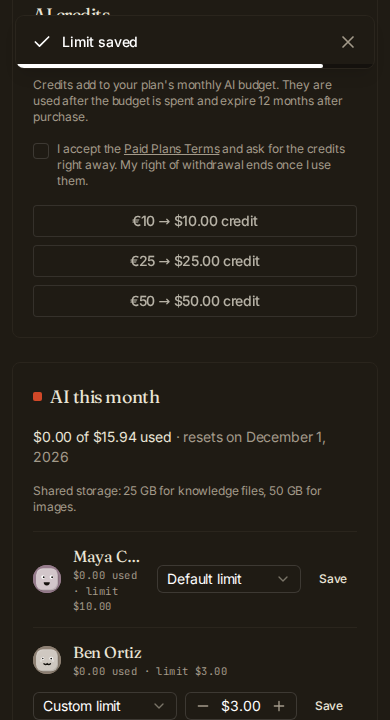 AI credits
Limit saved
Credits add to your plan's monthly AI budget. They are
used after the budget is spent and expire 12 months after
purchase.
I accept the Paid Plans Terms and ask for the credits
right away. My right of withdrawal ends once I use
them.
€10 → $10.00 credit
€25 → $25.00 credit
€50 → $50.00 credit
AI this month
$0.00 of $15.94 used · resets on December 1,
2026
Shared storage: 25 GB for knowledge files, 50 GB for
images.
Maya C...
$0.00 used
· limit
$10.00
Default limit
Save
Ben Ortiz
$0.00 used · limit $3.00
Custom limit
− $3.00 +
Save